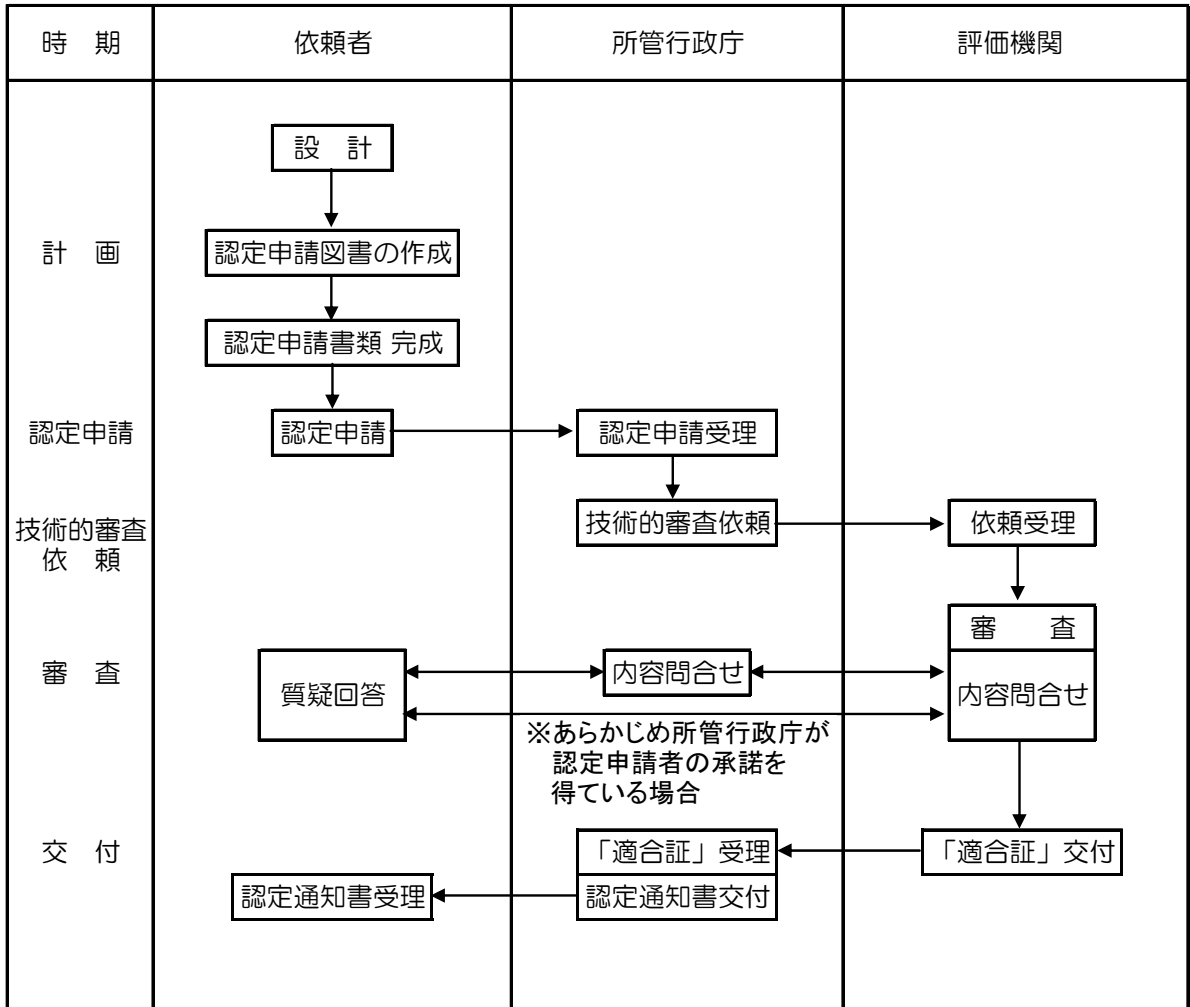 時　期
依頼者
所管行政庁
評価機関
設　計
計　画
認定申請図書の作成
認定申請書類 完成
認定申請
認定申請
認定申請受理
技術的審査
依　頼
技術的審査依頼
依頼受理
審　　査
審　査
質疑回答
内容問合せ
内容問合せ
※あらかじめ所管行政庁が
認定申請者の承諾を
得ている場合
交　付
「適合証」受理
「適合証」交付
認定通知書受理
認定通知書交付